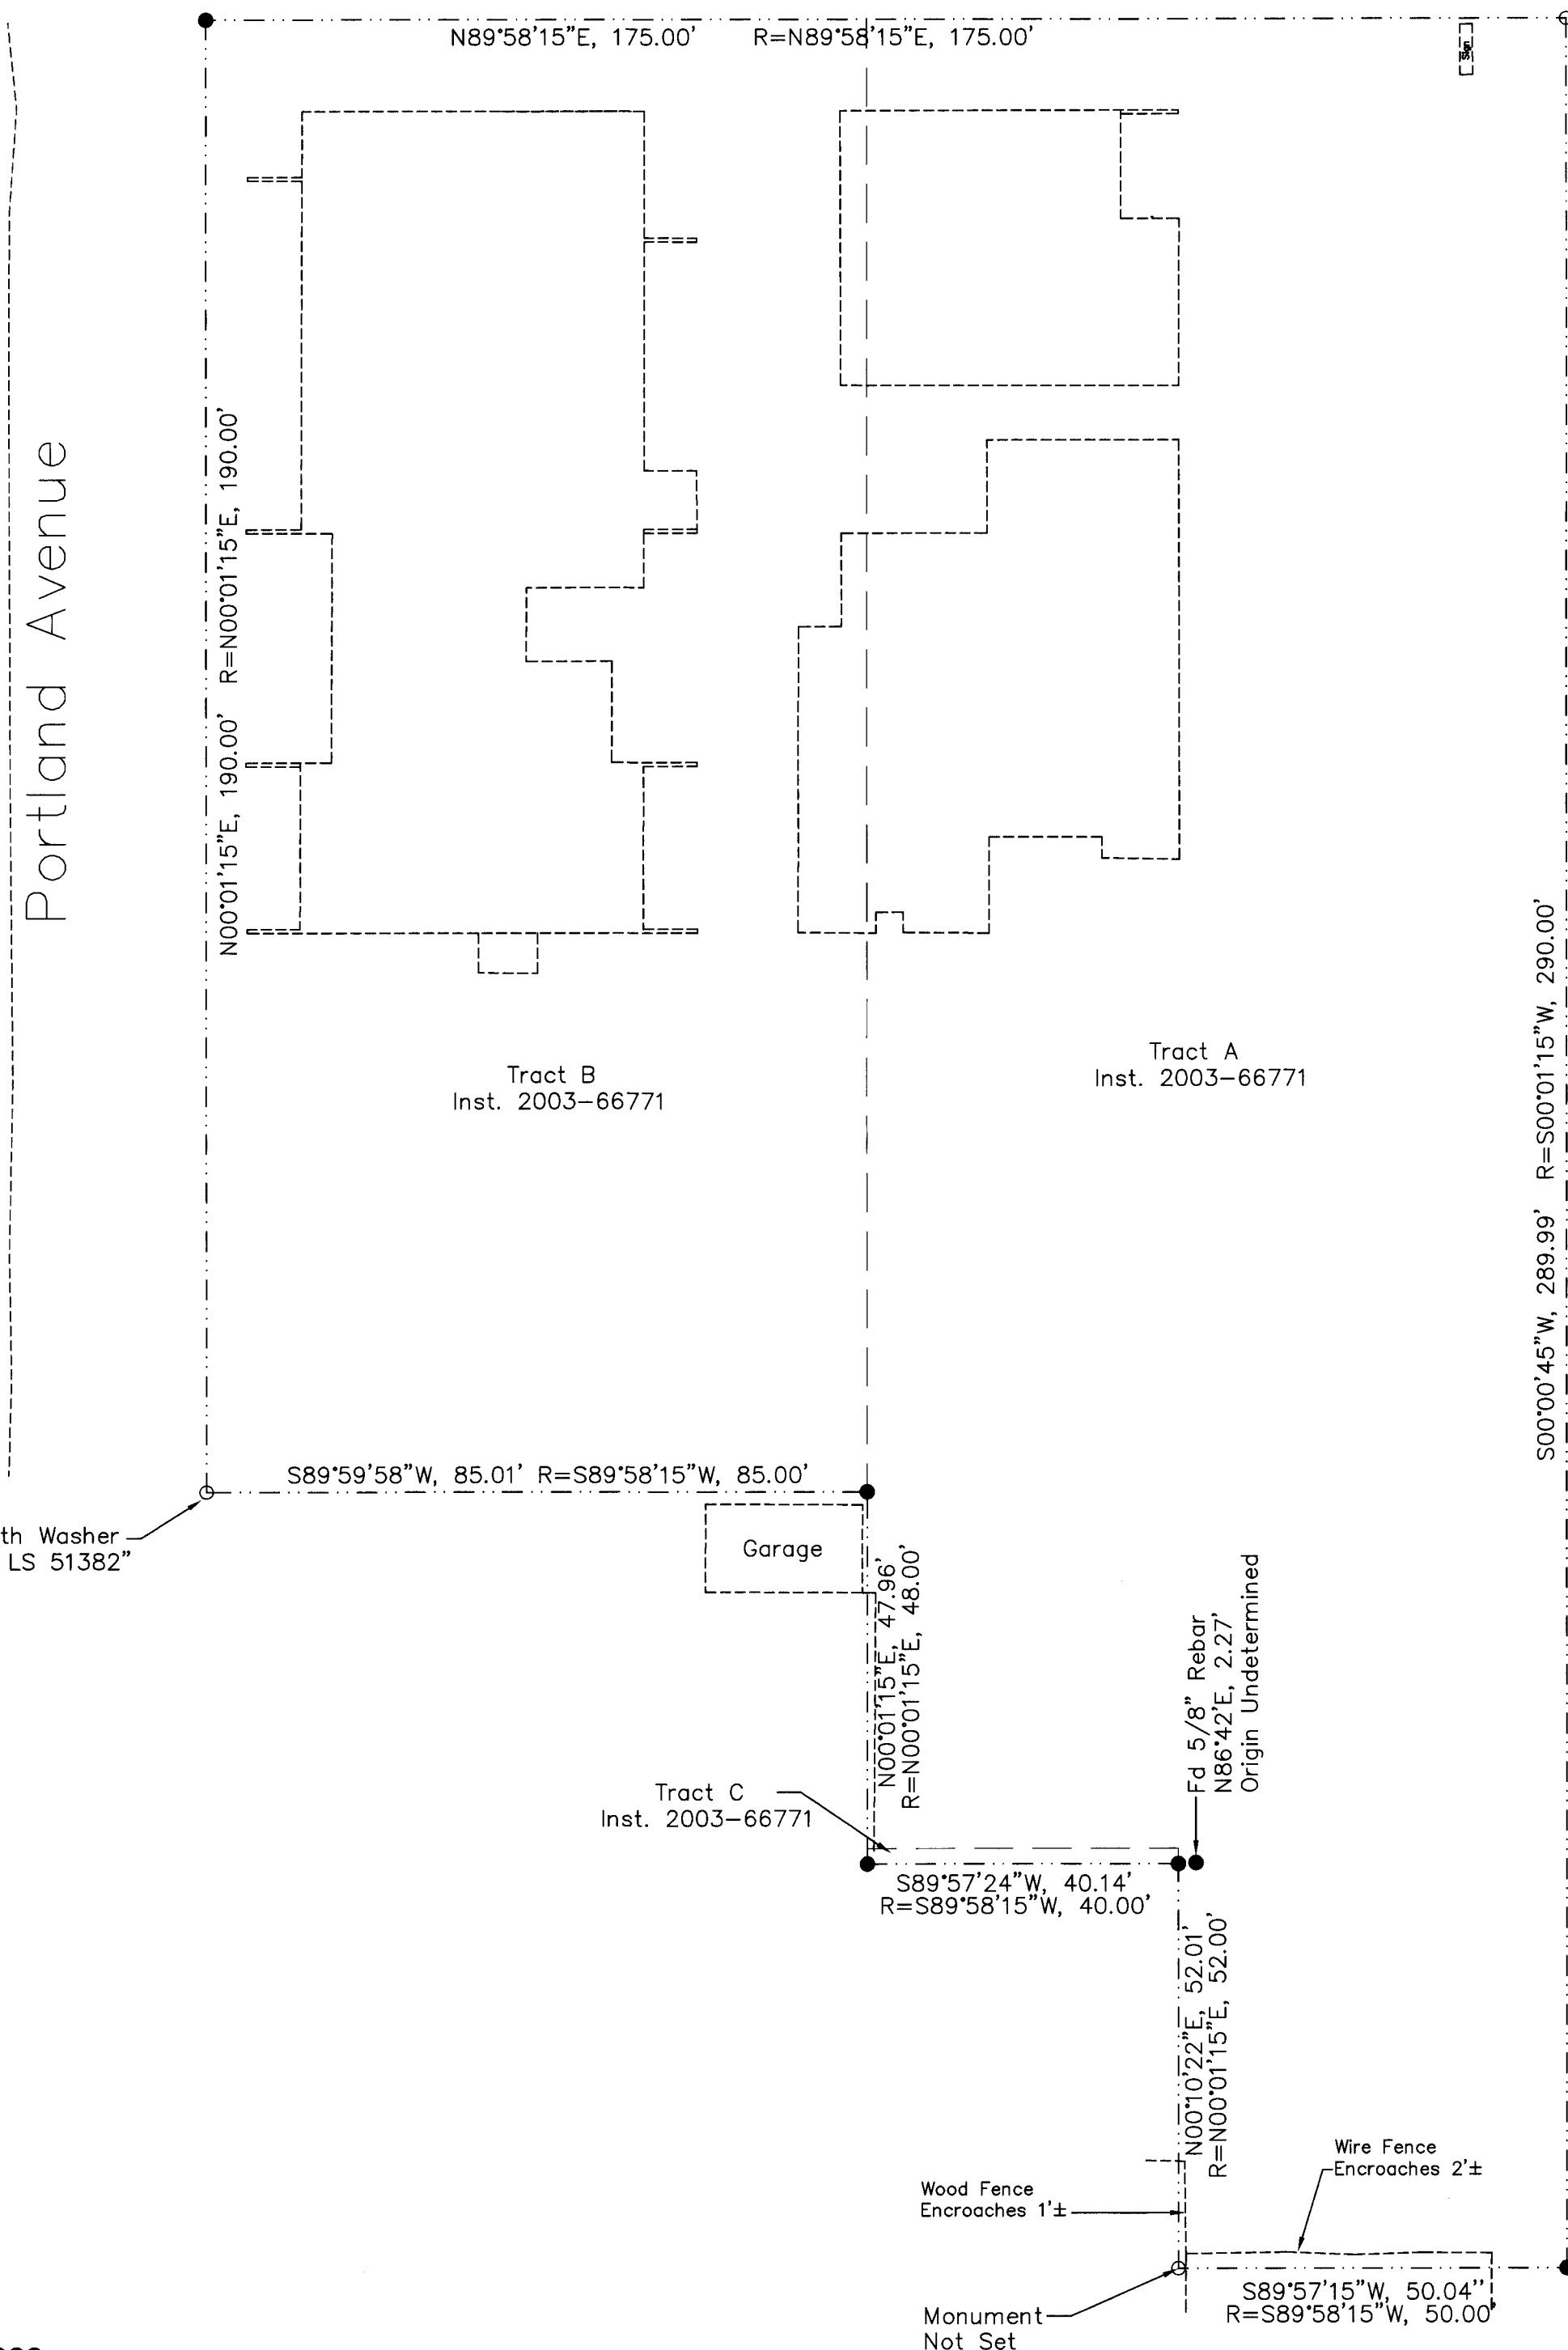 N89°58'15"E, 175.00' R=N89°58'15"E, 175.00'
Sign
Portland Avenue
N00°01'15"E, 190.00' R=N00°01'15"E, 190.00'
Tract B
Inst. 2003-66771
Tract A
Inst. 2003-66771
S00°00'45"W, 289.99' R=S00°01'15"W, 290.00'
S89°59'58"W, 85.01' R=S89°58'15"W, 85.00'
th Washer
LS 51382"
Garage
N00°01'15"E, 47.96'
R=N00°01'15"E, 48.00'
Fd 5/8" Rebar
N86°42'E, 2.27'
Origin Undetermined
Tract C
Inst. 2003-66771
S89°57'24"W, 40.14'
R=S89°58'15"W, 40.00'
N00°10'22"E, 52.01'
R=N00°01'15"E, 52.00'
Wire Fence
Encroaches 2'±
Wood Fence
Encroaches 1'±
S89°57'15"W, 50.04"
R=S89°58'15"W, 50.00'
Monument
Not Set